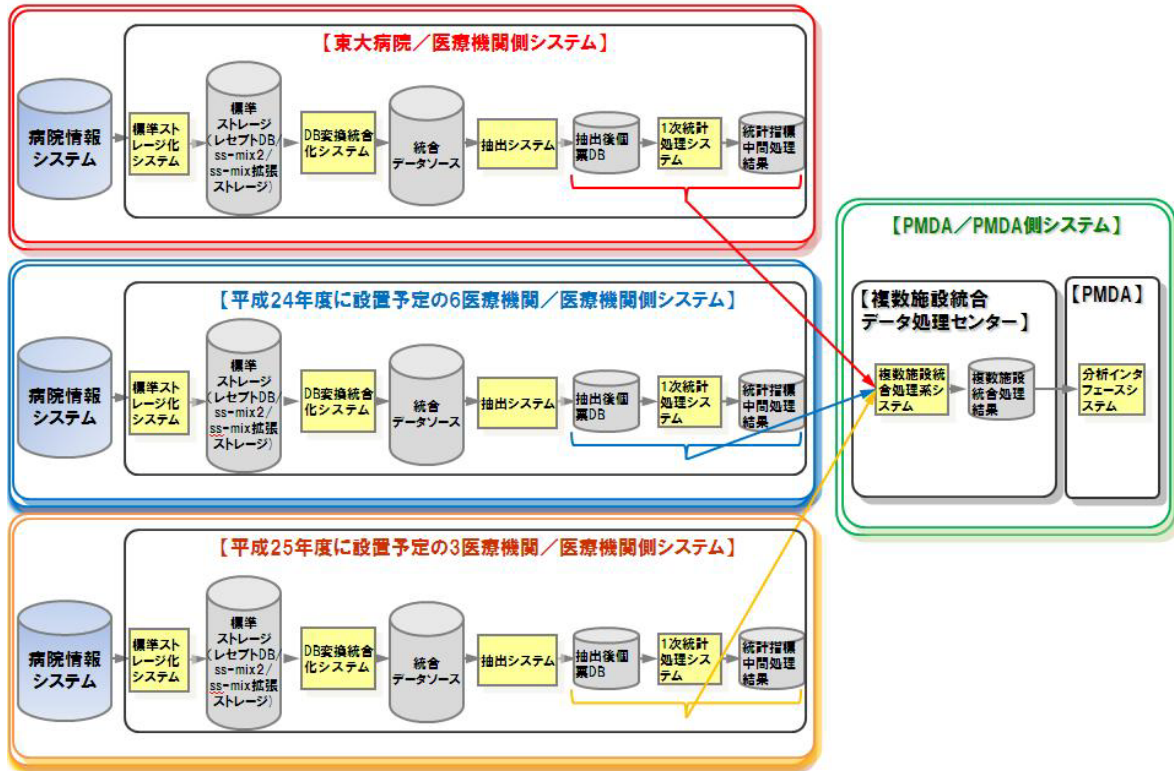 【東大病院／医療機関側システム】
病院情報
システム
標準スト
レージ化
システム
標準
ストレージ
(レセプトDB/
ss-mix2/
ss-mix拡張
ストレージ)
DB変換統合
化システム
統合
データソース
抽出システム
抽出後個
票DB
1次統計
処理シス
テム
統計指標
中間処理
結果
【平成24年度に設置予定の6医療機関／医療機関側システム】
病院情報
システム
標準スト
レージ化
システム
標準
ストレージ
(レセプトDB/
ss-mix2/
ss-mix拡張
ストレージ)
DB変換統合
化システム
統合
データソース
抽出システム
抽出後個
票DB
1次統計
処理シス
テム
統計指標
中間処理
結果
【平成25年度に設置予定の3医療機関／医療機関側システム】
病院情報
システム
標準スト
レージ化
システム
標準
ストレージ
(レセプトDB/
ss-mix2/
ss-mix拡張
ストレージ)
DB変換統合
化システム
統合
データソース
抽出システム
抽出後個
票DB
1次統計
処理シス
テム
統計指標
中間処理
結果
【PMDA／PMDA側システム】
【複数施設統合
データ処理センター】
複数施設統
合処理系シ
ステム
複数施設
統合処理
結果
【PMDA】
分析インタ
フェースシ
ステム